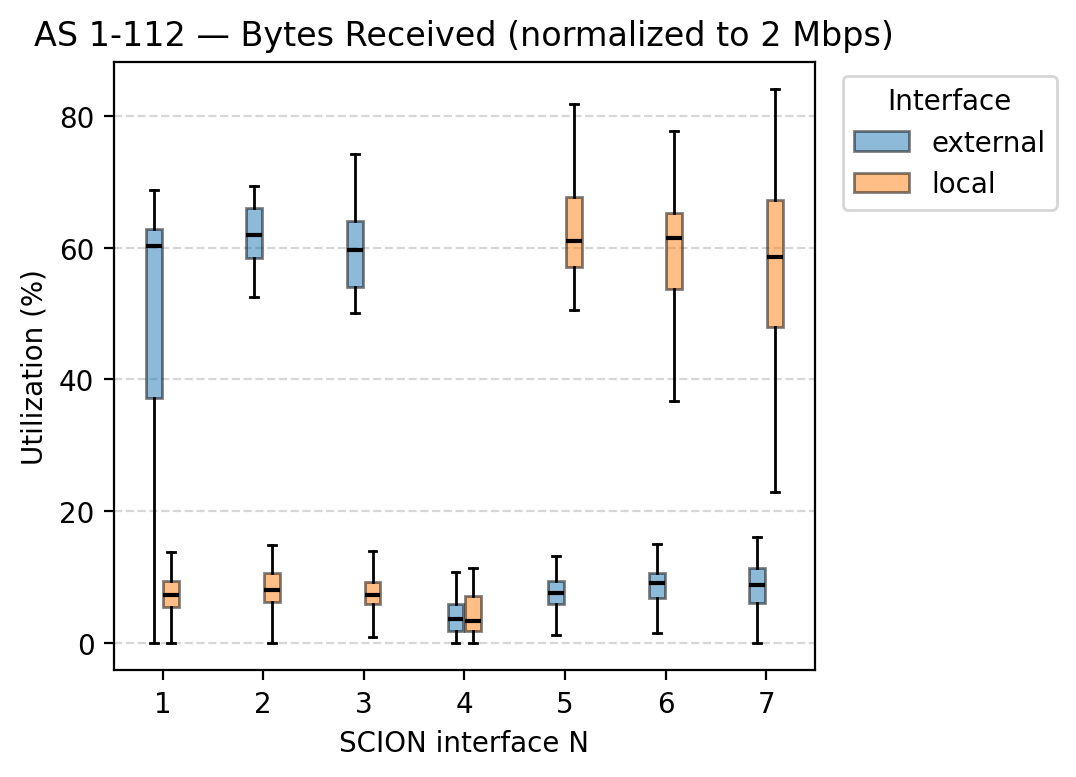 AS 1-112 — Bytes Received (normalized to 2 Mbps)
Interface
external
local
Utilization (%)
80
60
40
20
0
1 2 3 4 5 6 7
SCION interface N